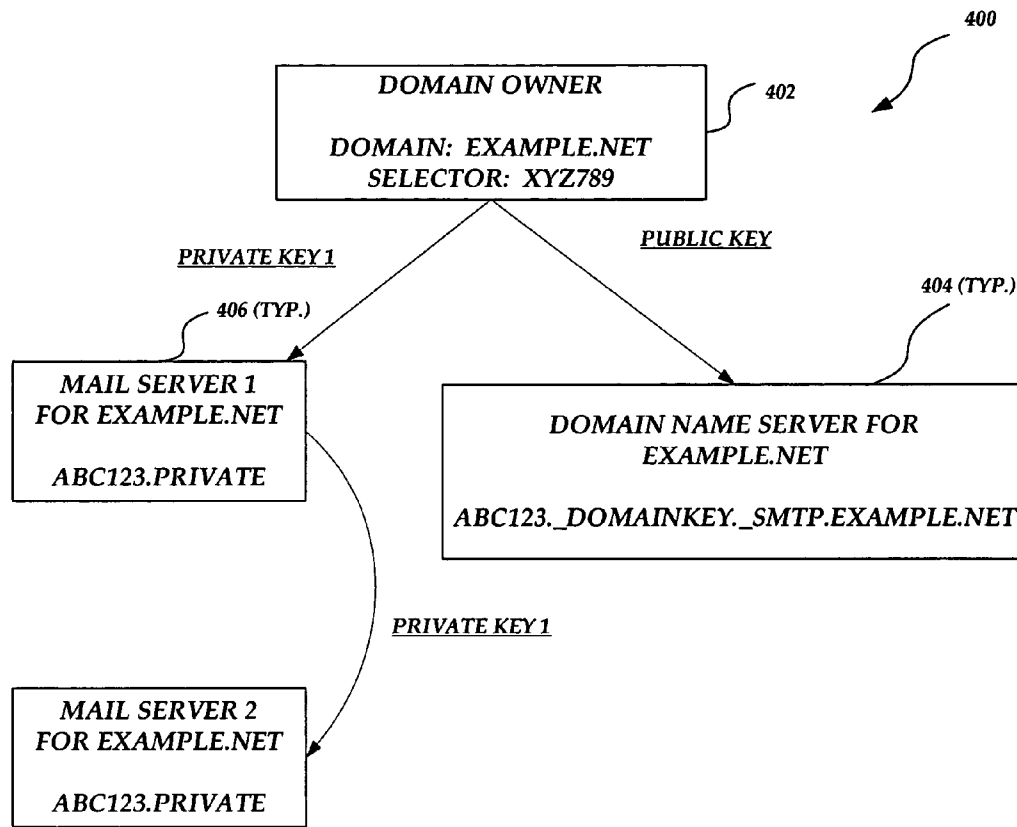 400
DOMAIN OWNER
DOMAIN: EXAMPLE.NET
SELECTOR: XYZ789
402
PRIVATE KEY 1
PUBLIC KEY
406 (TYP.)
404 (TYP.)
MAIL SERVER 1
FOR EXAMPLE.NET
ABC123.PRIVATE
DOMAIN NAME SERVER FOR
EXAMPLE.NET
ABC123._DOMAINKEY._SMTP.EXAMPLE.NET
PRIVATE KEY 1
MAIL SERVER 2
FOR EXAMPLE.NET
ABC123.PRIVATE